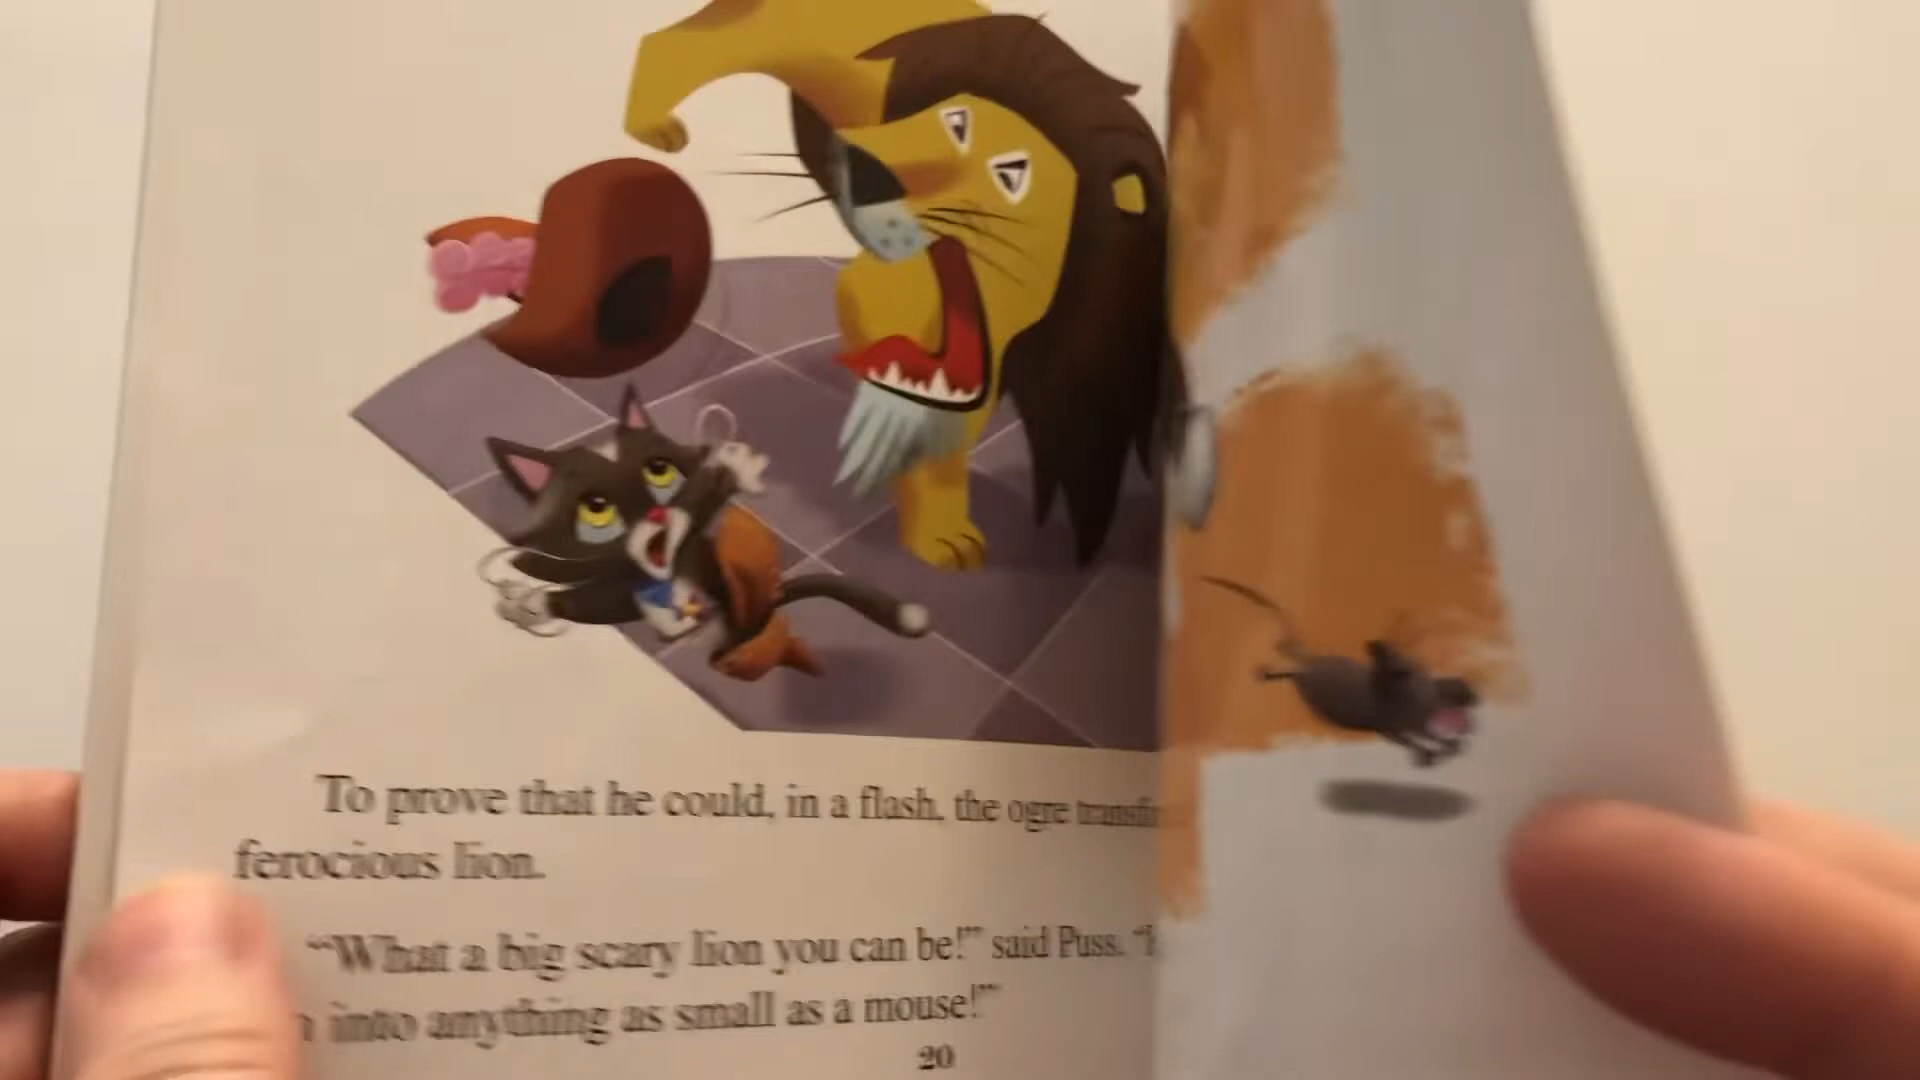 To prove that he could, in a flash, the ogre
ferocious lion.
“What a big scary lion you can be!” said Puss.
into anything as small as a mouse!”
20